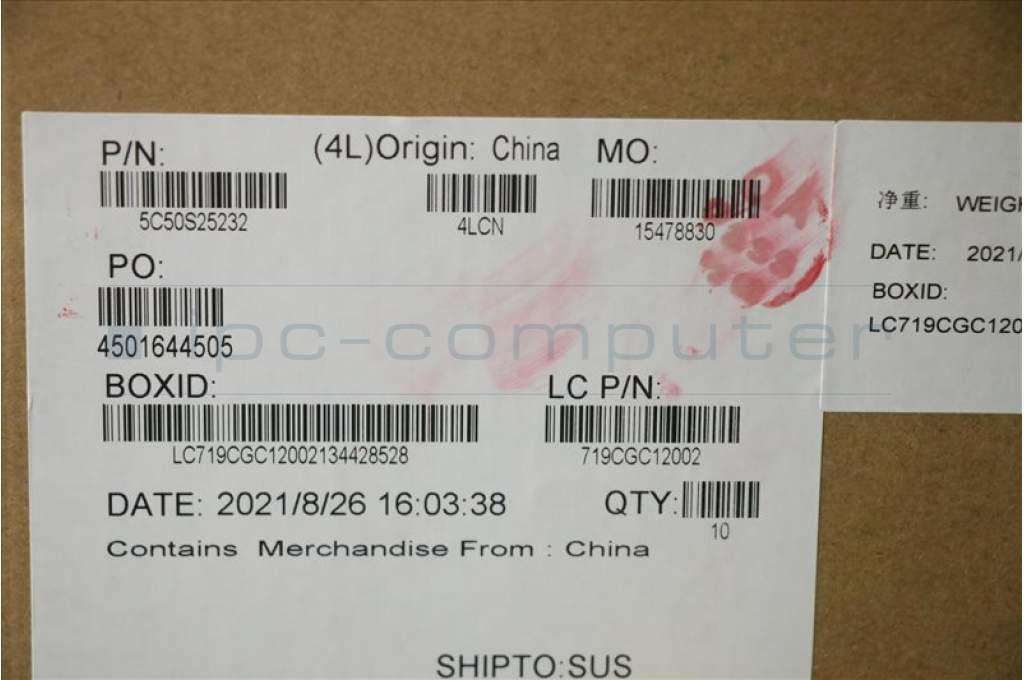 P/N:
(4L)Origin: China
MO:
5C50S25232
4LCN
15478830
PO:
4501644505
ipc-computer
BOXID:
LC P/N:
LC719CGC12002134428528
719CGC12002
DATE: 2021/8/26 16:03:38
QTY:
10
Contains Merchandise From : China
SHIPTO:SUS
净重: WEIGH
DATE: 2021/
BOXID:
LC719CGC120